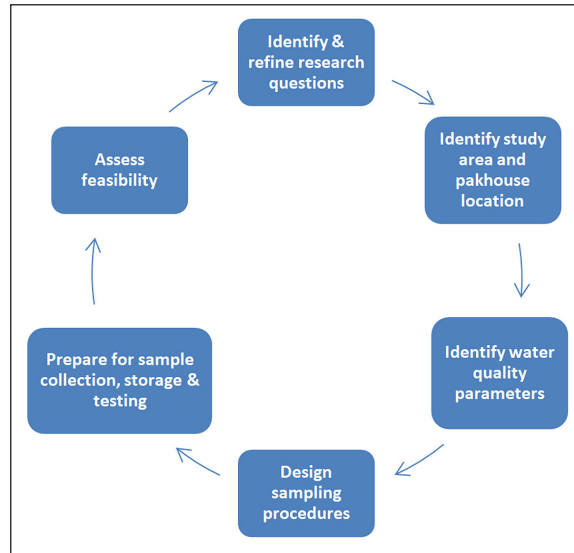 Identify &
refine research
questions
Identify study
area and
pakhouse
location
Identify water
quality
parameters
Design
sampling
procedures
Prepare for sample
collection, storage &
testing
Assess
feasibility